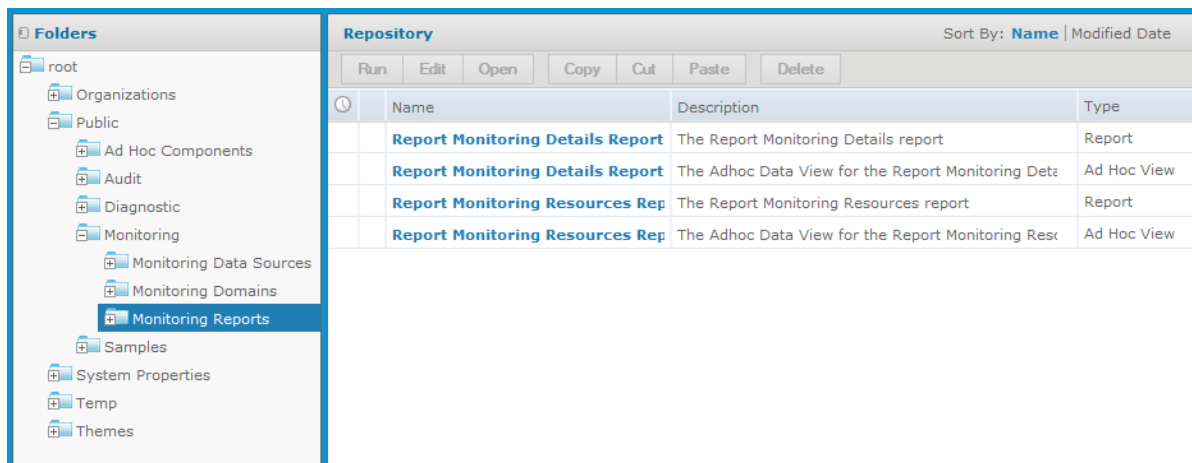 Folders
root
Organizations
Public
Ad Hoc Components
Audit
Diagnostic
Monitoring
Monitoring Data Sources
Monitoring Domains
Monitoring Reports
Samples
System Properties
Temp
Themes
Repository Sort By: Name | Modified Date
Run Edit Open Copy Cut Paste Delete
Name Description Type
Report Monitoring Details Report The Report Monitoring Details report Report
Report Monitoring Details Report The Adhoc Data View for the Report Monitoring Deta Ad Hoc View
Report Monitoring Resources Rep The Report Monitoring Resources report Report
Report Monitoring Resources Rep The Adhoc Data View for the Report Monitoring Reso Ad Hoc View